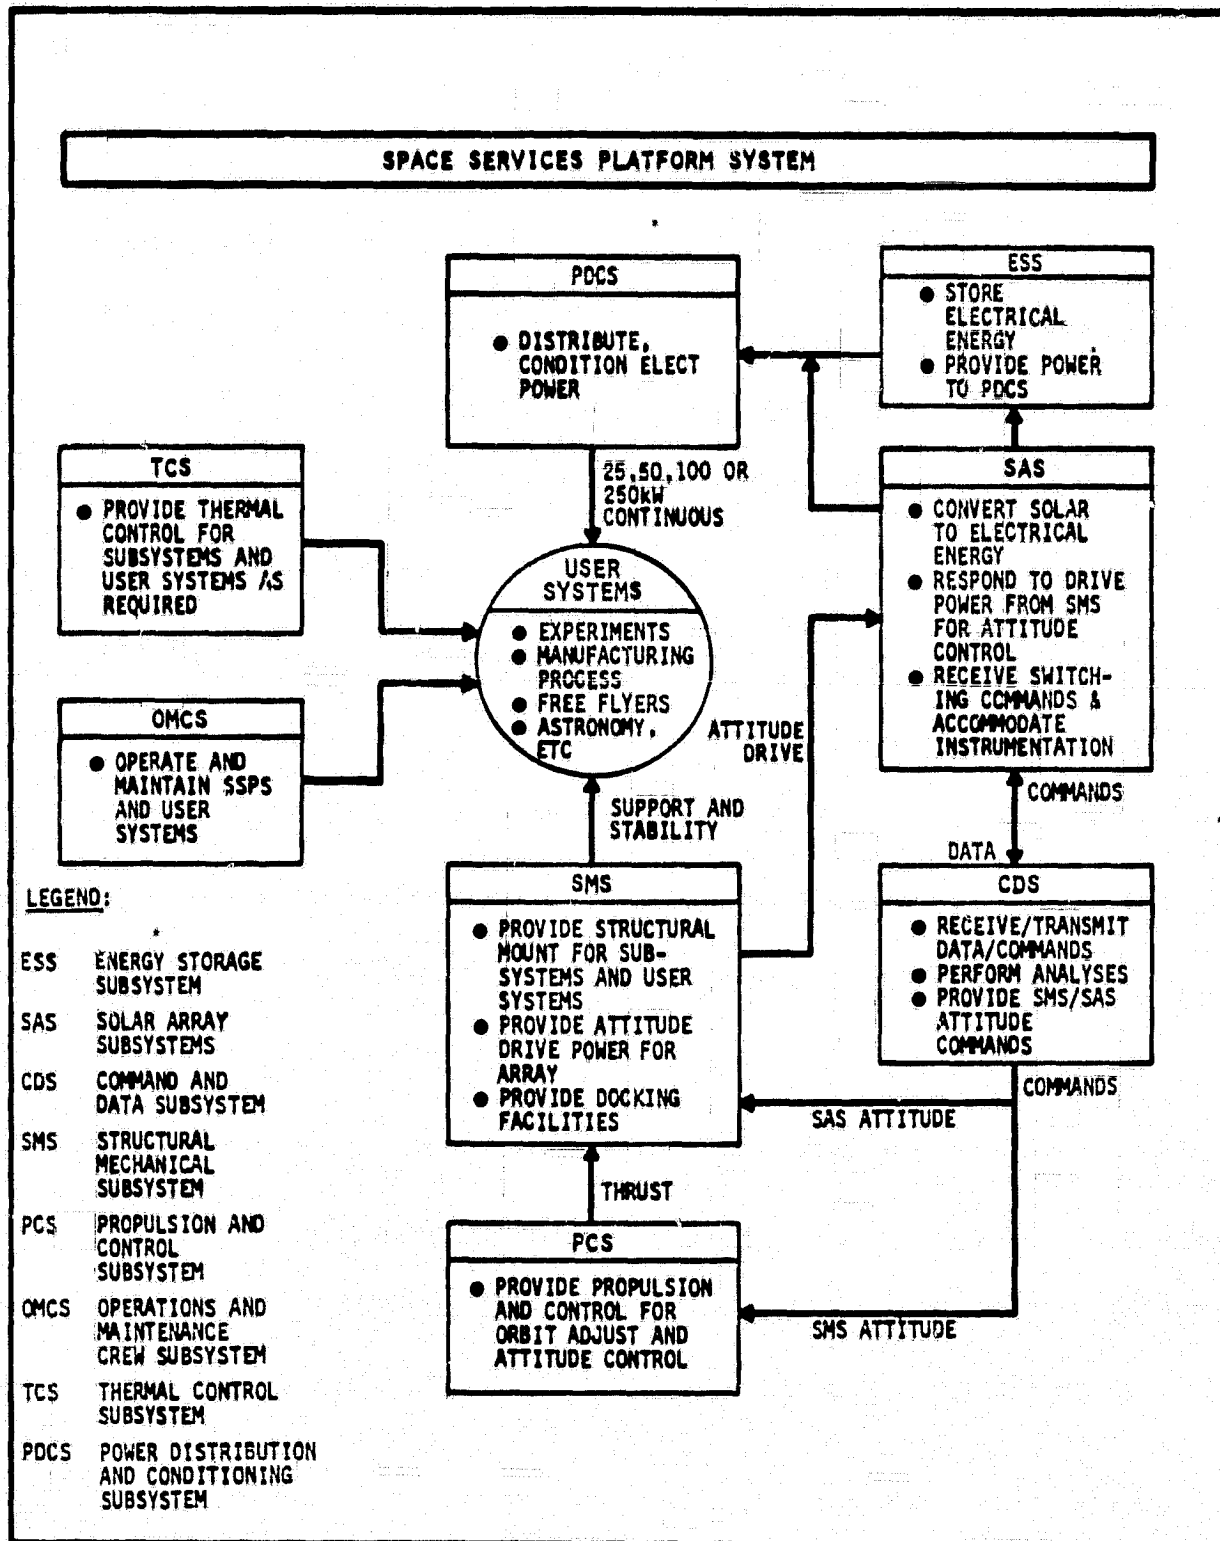 SPACE SERVICES PLATFORM SYSTEM
PDCS
● DISTRIBUTE,
CONDITION ELECT
POWER
ESS
● STORE
ELECTRICAL
ENERGY
● PROVIDE POWER
TO PDCS
25,50,100 OR
250kW
CONTINUOUS
TCS
● PROVIDE THERMAL
CONTROL FOR
SUBSYSTEMS AND
USER SYSTEMS AS
REQUIRED
SAS
● CONVERT SOLAR
TO ELECTRICAL
ENERGY
● RESPOND TO DRIVE
POWER FROM SMS
FOR ATTITUDE
CONTROL
● RECEIVE SWITCH-
ING COMMANDS &
ACCOMMODATE
INSTRUMENTATION
USER
SYSTEMS
● EXPERIMENTS
● MANUFACTURING
PROCESS
● FREE FLYERS
● ASTRONOMY,
ETC
OMCS
● OPERATE AND
MAINTAIN SSPS
AND USER
SYSTEMS
ATTITUDE
DRIVE
SUPPORT AND
STABILITY
COMMANDS
DATA
SMS
● PROVIDE STRUCTURAL
MOUNT FOR SUB-
SYSTEMS AND USER
SYSTEMS
● PROVIDE ATTITUDE
DRIVE POWER FOR
ARRAY
● PROVIDE DOCKING
FACILITIES
CDS
● RECEIVE/TRANSMIT
DATA/COMMANDS
● PERFORM ANALYSES
● PROVIDE SMS/SAS
ATTITUDE
COMMANDS
COMMANDS
SAS ATTITUDE
THRUST
PCS
● PROVIDE PROPULSION
AND CONTROL FOR
ORBIT ADJUST AND
ATTITUDE CONTROL
SMS ATTITUDE
LEGEND:
ESS ENERGY STORAGE
SUBSYSTEM
SAS SOLAR ARRAY
SUBSYSTEMS
CDS COMMAND AND
DATA SUBSYSTEM
SMS STRUCTURAL
MECHANICAL
SUBSYSTEM
PCS PROPULSION AND
CONTROL
SUBSYSTEM
OMCS OPERATIONS AND
MAINTENANCE
CREW SUBSYSTEM
TCS THERMAL CONTROL
SUBSYSTEM
PDCS POWER DISTRIBUTION
AND CONDITIONING
SUBSYSTEM